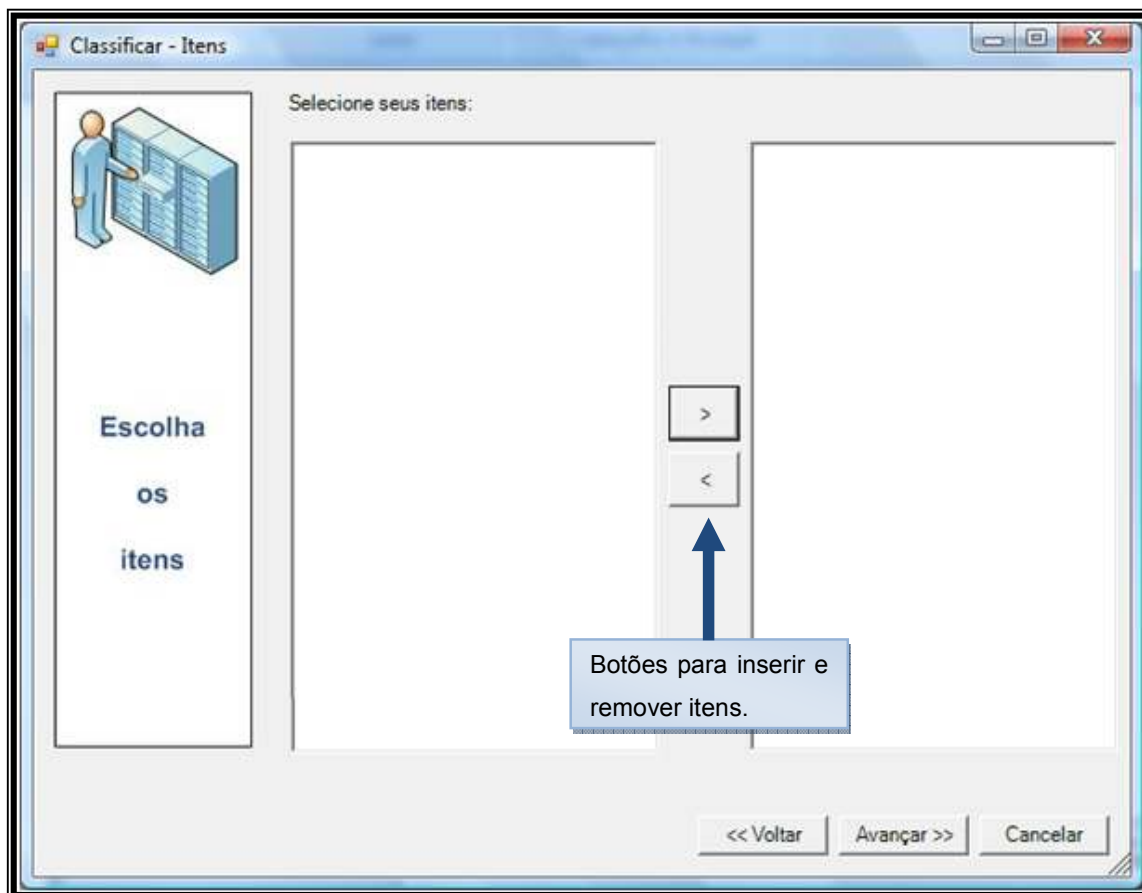 Classificar - Itens
Selecione seus itens:
Escolha
os
itens
>
<
Botões para inserir e
remover itens.
<< Voltar
Avançar >>
Cancelar